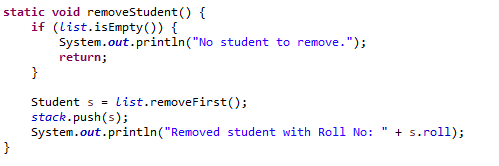 static void removeStudent() {
    if (list.isEmpty()) {
        System.out.println("No student to remove.");
        return;
    }

    Student s = list.removeFirst();
    stack.push(s);
    System.out.println("Removed student with Roll No: " + s.roll);
}